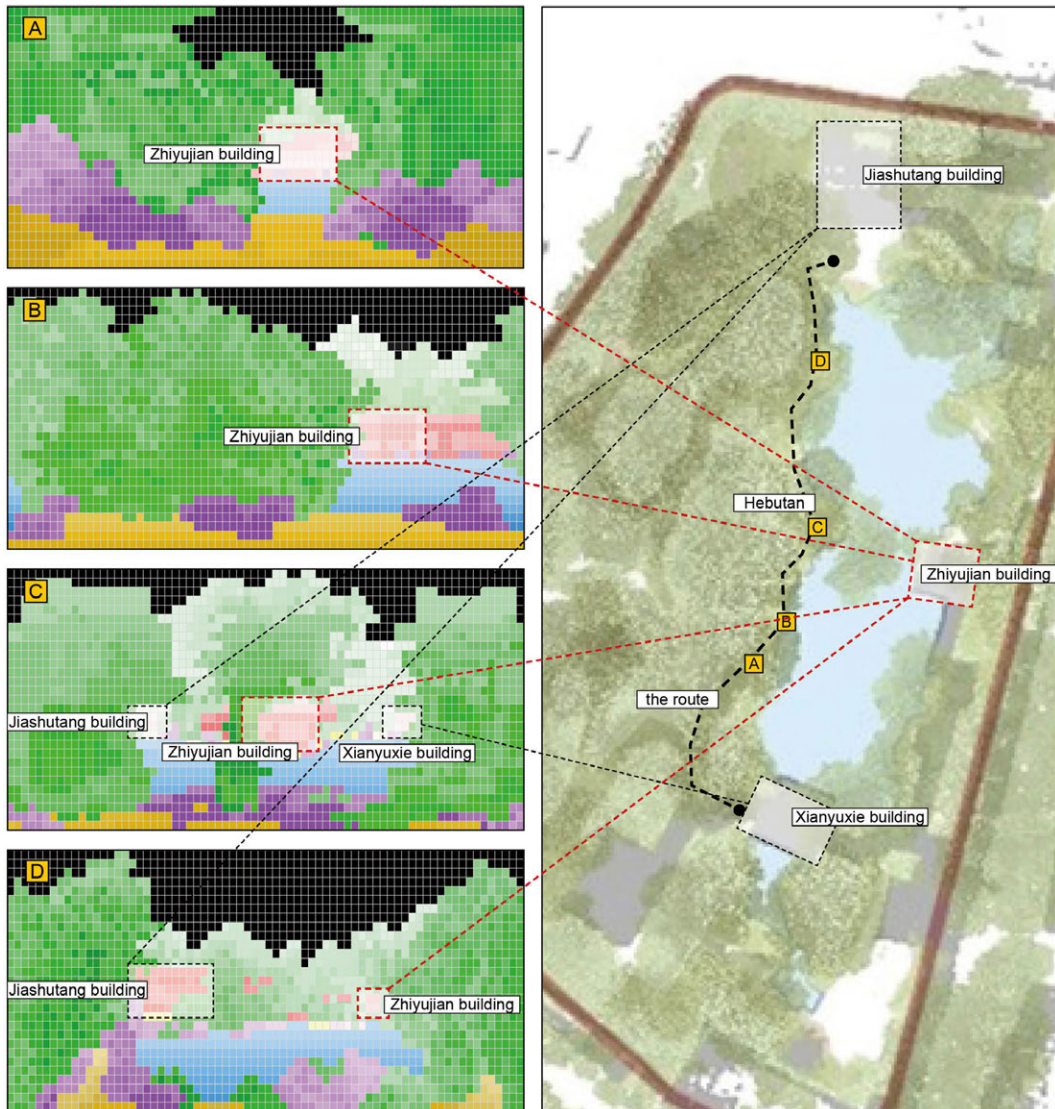 A
Zhiyujian building
B
Zhiyujian building
C
Jiashutang building
Zhiyujian building
Xianyuxie building
D
Jiashutang building
Zhiyujian building
Jiashutang building
D
Hebutan
C
Zhiyujian building
B
A
the route
Xianyuxie building